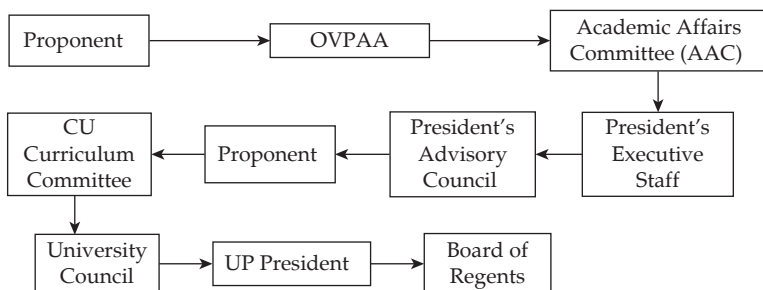 Proponent
OVPAA
Academic Affairs
Committee (AAC)
President’s
Executive
Staff
President’s
Advisory
Council
Proponent
CU
Curriculum
Committee
University
Council
UP President
Board of
Regents